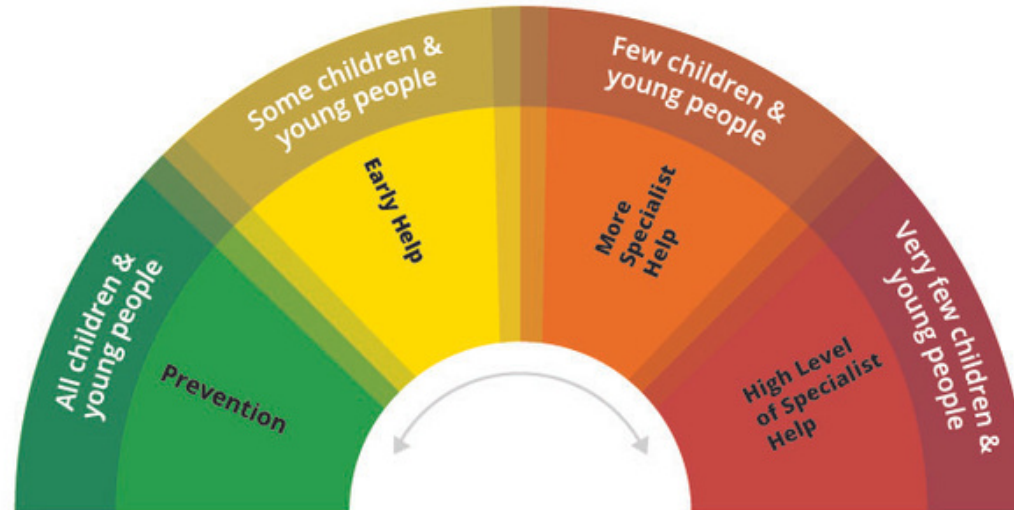 All children &
young people
Prevention
Some children &
young people
Early Help
Few children &
young people
More
Specialist
Help
Very few children &
young people
High Level
of Specialist
Help